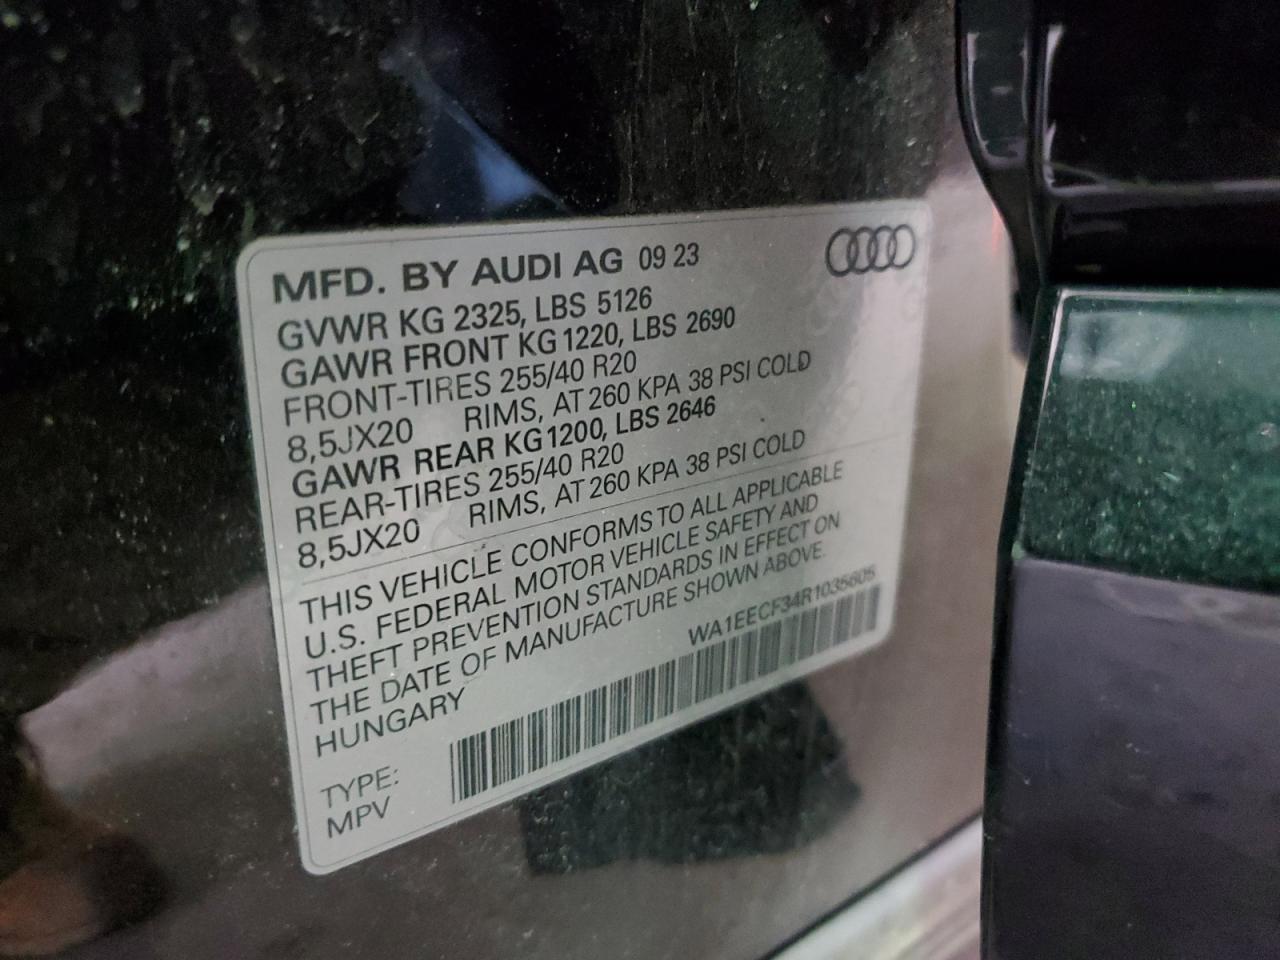 MFD. BY AUDI AG 09 23
GVWR KG 2325, LBS 5126
GAWR FRONT KG 1220, LBS 2690
FRONT-TIRES 255/40 R20
8,5JX20 RIMS, AT 260 KPA 38 PSI COLD
GAWR REAR KG 1200, LBS 2646
REAR-TIRES 255/40 R20
8,5JX20 RIMS, AT 260 KPA 38 PSI COLD
THIS VEHICLE CONFORMS TO ALL APPLICABLE
U.S. FEDERAL MOTOR VEHICLE SAFETY AND
THEFT PREVENTION STANDARDS IN EFFECT ON
THE DATE OF MANUFACTURE SHOWN ABOVE.
HUNGARY
WA1EECF34R1035605
TYPE:
MPV